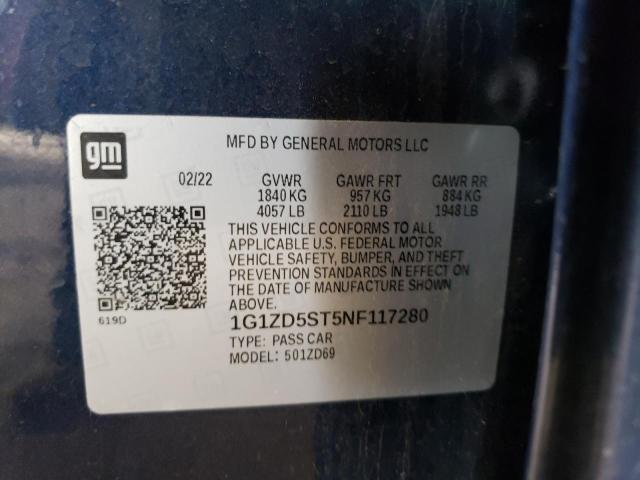 gm
MFD BY GENERAL MOTORS LLC
02/22 GVWR GAWR FRT GAWR RR
1840 KG 957 KG 884 KG
4057 LB 2110 LB 1948 LB
THIS VEHICLE CONFORMS TO ALL
APPLICABLE U.S. FEDERAL MOTOR
VEHICLE SAFETY, BUMPER, AND THEFT
PREVENTION STANDARDS IN EFFECT ON
THE DATE OF MANUFACTURE SHOWN
ABOVE.
619D
1G1ZD5ST5NF117280
TYPE: PASS CAR
MODEL: 501ZD69